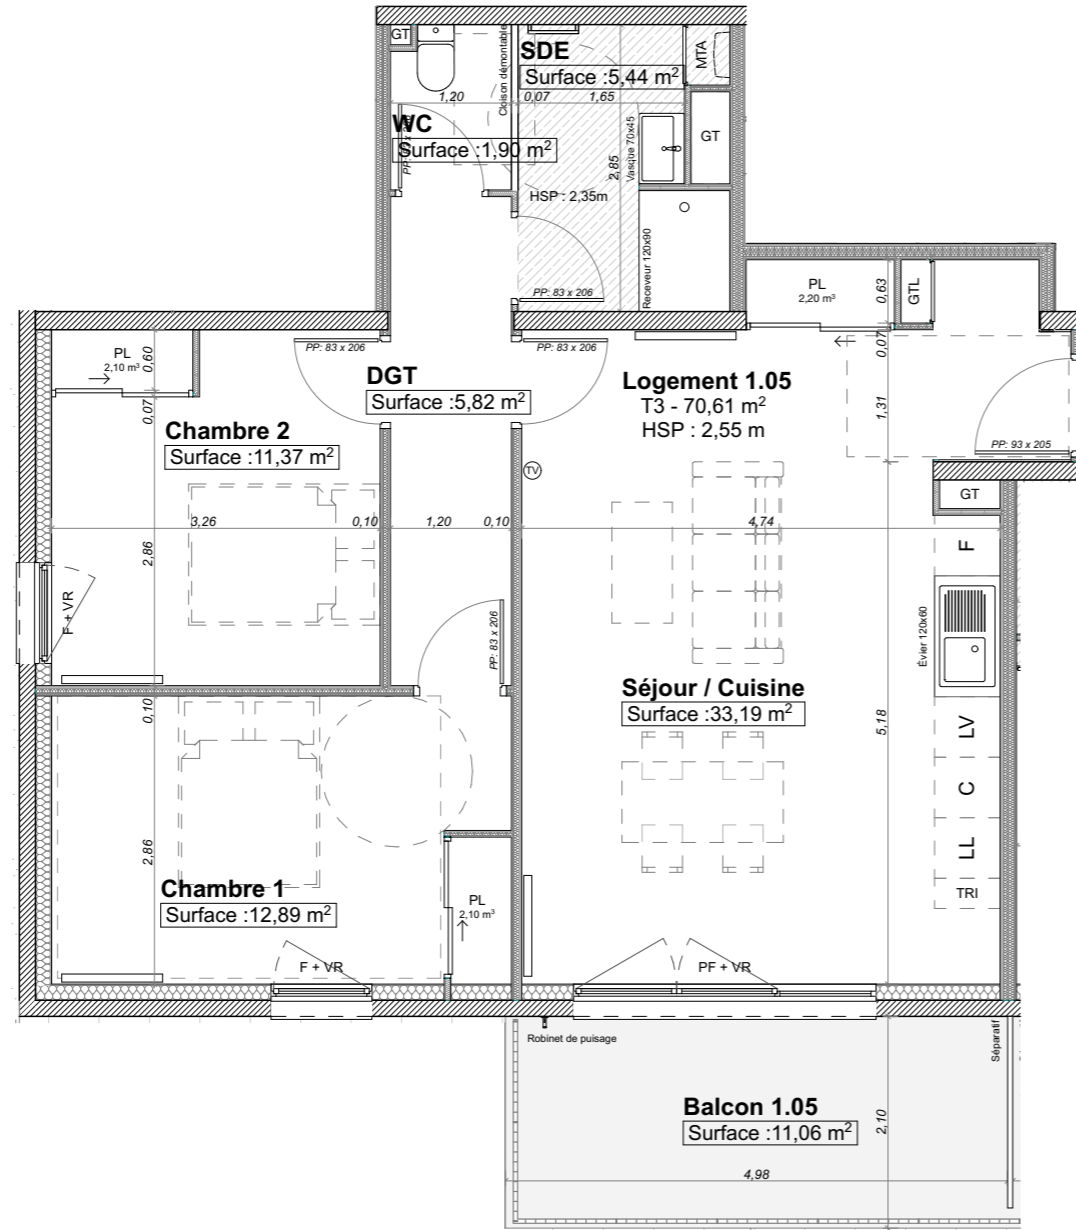 GT
SDE
Surface :5,44 m²
MTA
Cloison démontable
1,20
0,07
1,65
WC
Surface :1,90 m²
GT
Vasque 70x45
2,85
HSP : 2,35m
Receveur 120x90
PP: 83 x 206
PL
2,20 m³
0,63
GTL
PL
2,10 m³
0,60
PP: 83 x 206
PP: 83 x 206
0,07
0,07
DGT
Surface :5,82 m²
Logement 1.05
T3 - 70,61 m²
HSP : 2,55 m
1,31
PP: 93 x 205
Chambre 2
Surface :11,37 m²
TV
GT
3,26
0,10
1,20
0,10
4,74
2,86
F
F + VR
PP: 83 x 206
Évier 120x60
0,10
Séjour / Cuisine
Surface :33,19 m²
5,18
LV
C
LL
TRI
2,86
Chambre 1
Surface :12,89 m²
PL
2,10 m³
F + VR
PF + VR
Robinet de puisage
Séparatif
Balcon 1.05
Surface :11,06 m²
2,10
4,98